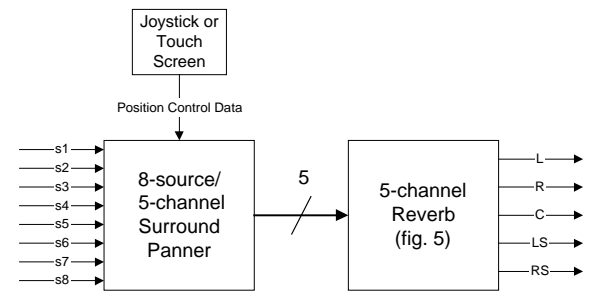 Joystick or
Touch
Screen
Position Control Data
s1
s2
s3
s4
s5
s6
s7
s8
8-source/
5-channel
Surround
Panner
5
5-channel
Reverb
(fig. 5)
L
R
C
LS
RS